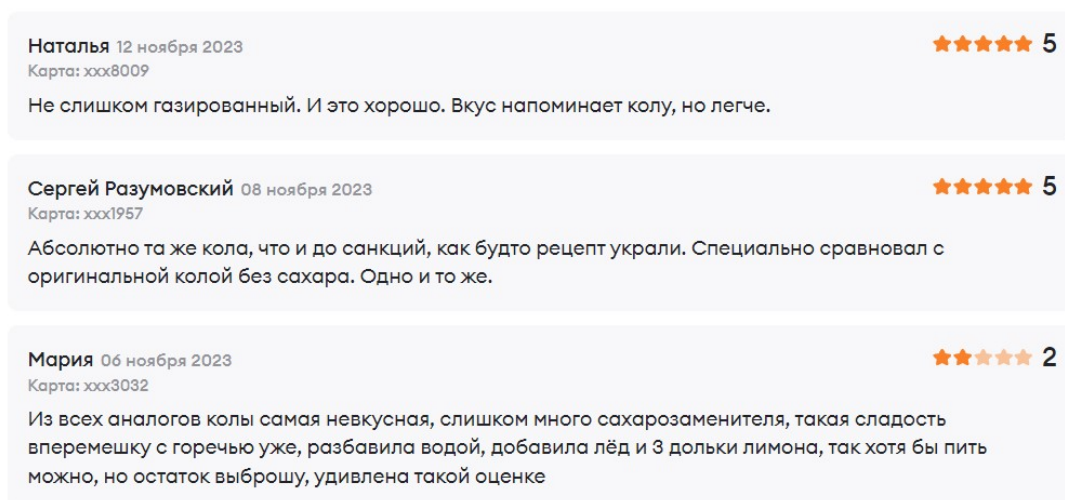 Наталья 12 ноября 2023 5
Карта: xxx8009
Не слишком газированный. И это хорошо. Вкус напоминает колу, но легче.
Сергей Разумовский 08 ноября 2023 5
Карта: xxx1957
Абсолютно та же кола, что и до санкций, как будто рецепт украли. Специально сравновал с
оригинальной колой без сахара. Одно и то же.
Мария 06 ноября 2023 2
Карта: xxx3032
Из всех аналогов колы самая невкусная, слишком много сахарозаменителя, такая сладость
вперемешку с горечью уже, разбавила водой, добавила лёд и 3 дольки лимона, так хотя бы пить
можно, но остаток выброшу, удивлена такой оценке